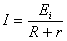 I = E_i / (R + r)